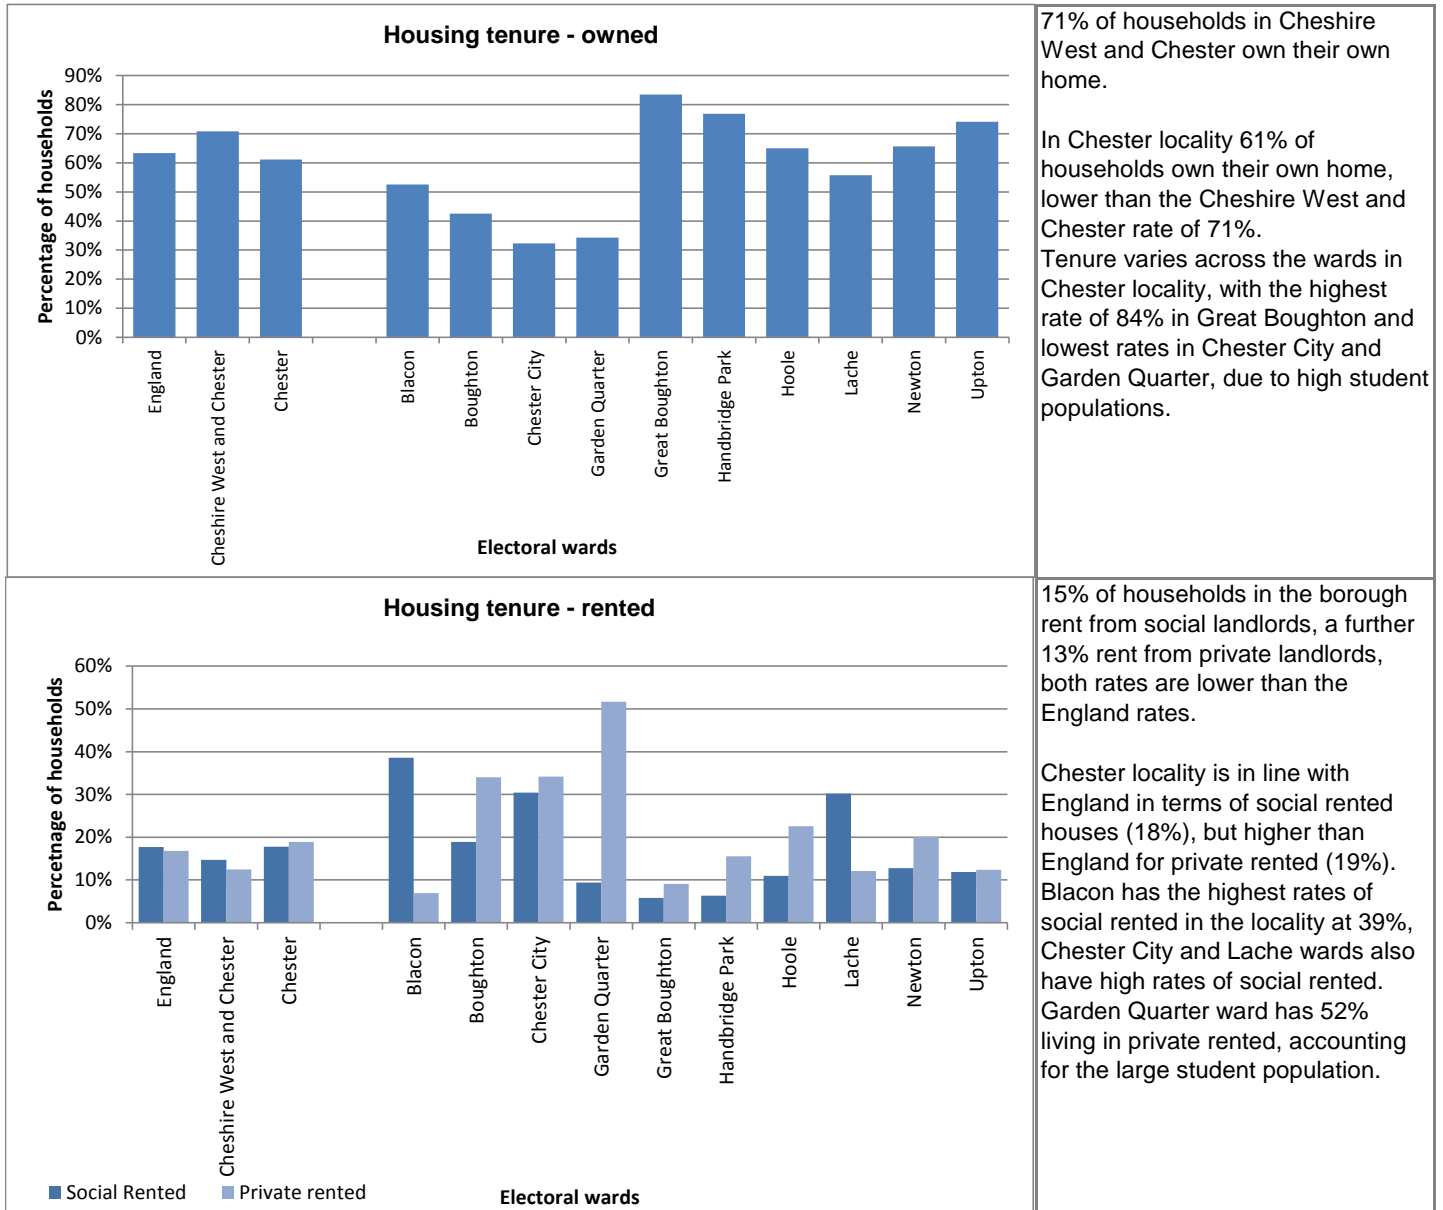 Housing tenure - owned
Percentage of households
90%
80%
70%
60%
50%
40%
30%
20%
10%
0%
England
Cheshire West and Chester
Chester
Blacon
Boughton
Chester City
Garden Quarter
Great Boughton
Handbridge Park
Hoole
Lache
Newton
Upton
Electoral wards
71% of households in Cheshire
West and Chester own their own
home.
In Chester locality 61% of
households own their own home,
lower than the Cheshire West and
Chester rate of 71%.
Tenure varies across the wards in
Chester locality, with the highest
rate of 84% in Great Boughton and
lowest rates in Chester City and
Garden Quarter, due to high student
populations.
Housing tenure - rented
Percetnage of households
60%
50%
40%
30%
20%
10%
0%
England
Cheshire West and Chester
Chester
Blacon
Boughton
Chester City
Garden Quarter
Great Boughton
Handbridge Park
Hoole
Lache
Newton
Upton
Social Rented
Private rented
Electoral wards
15% of households in the borough
rent from social landlords, a further
13% rent from private landlords,
both rates are lower than the
England rates.
Chester locality is in line with
England in terms of social rented
houses (18%), but higher than
England for private rented (19%).
Blacon has the highest rates of
social rented in the locality at 39%,
Chester City and Lache wards also
have high rates of social rented.
Garden Quarter ward has 52%
living in private rented, accounting
for the large student population.